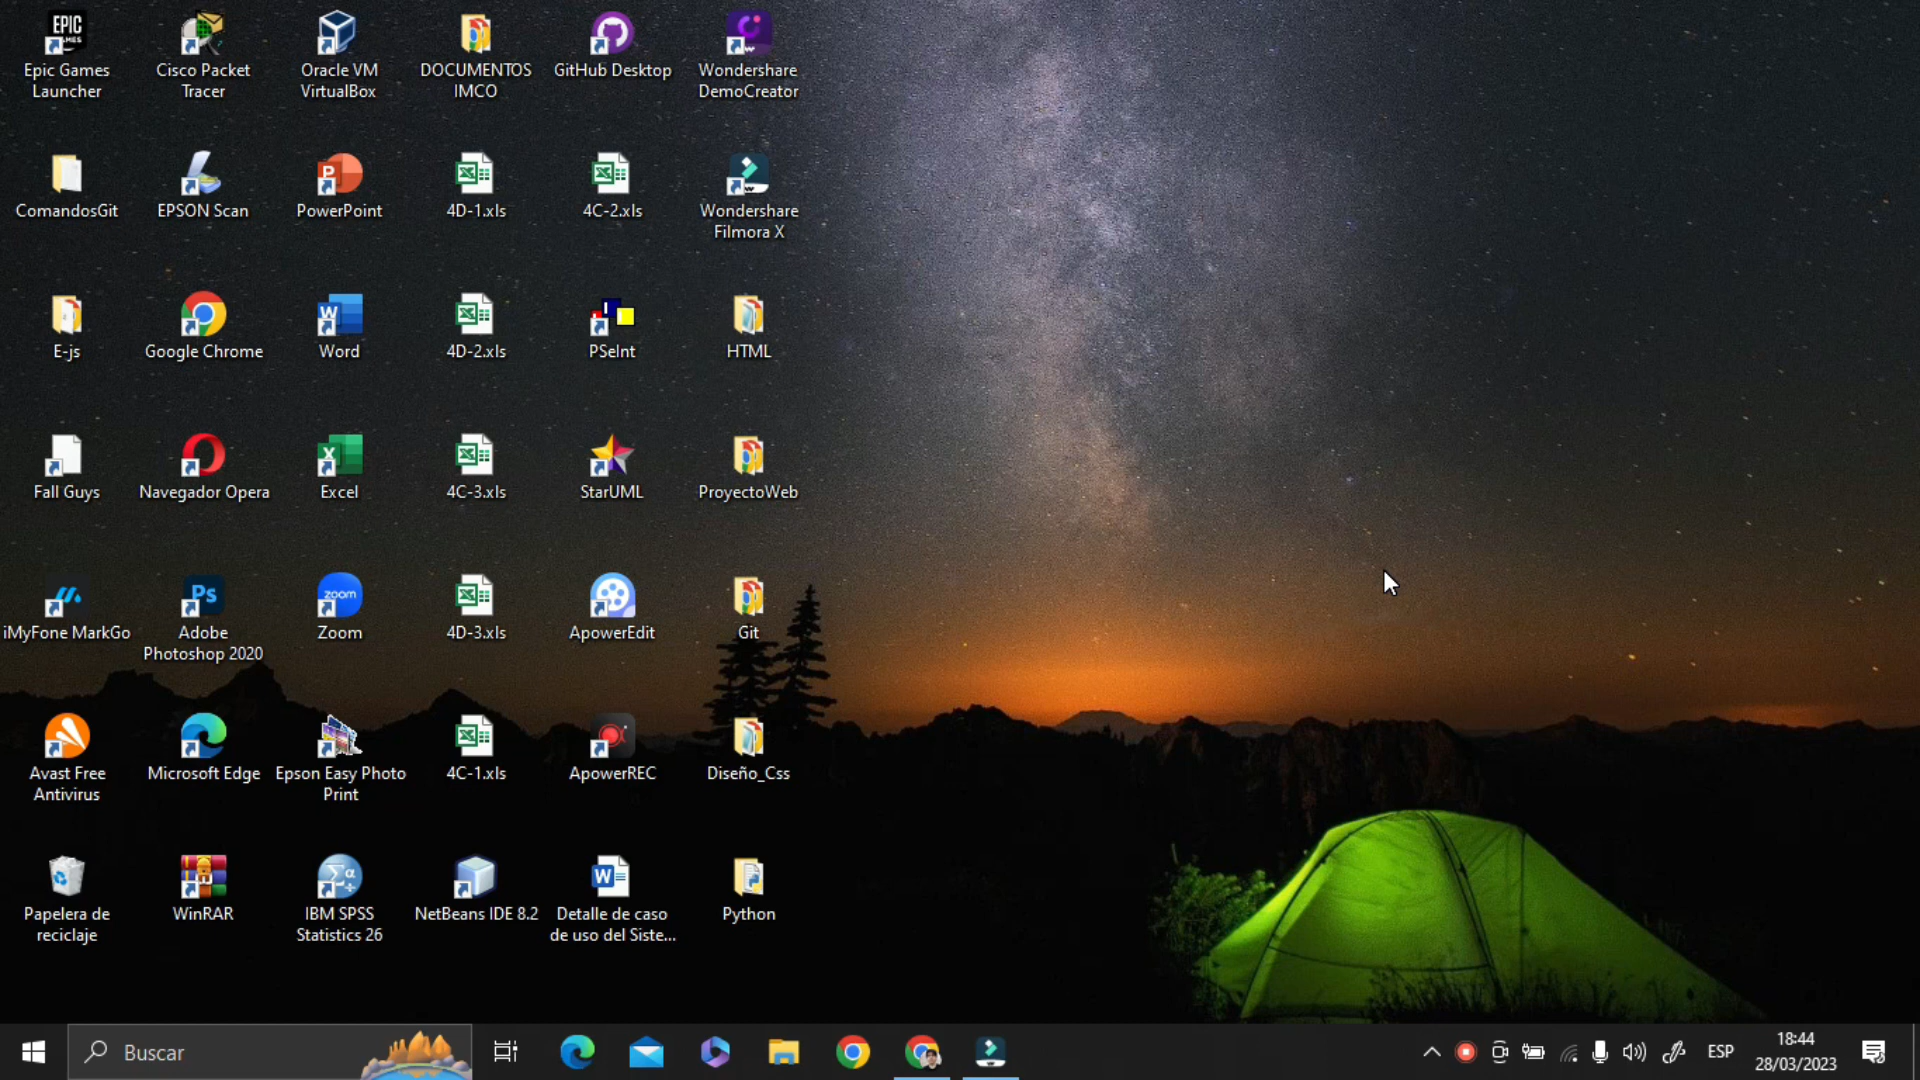 Epic Games
Launcher
Cisco Packet
Tracer
Oracle VM
VirtualBox
DOCUMENTOS
IMCO
GitHub Desktop
Wondershare
DemoCreator
ComandosGit
EPSON Scan
PowerPoint
4D-1.xls
4C-2.xls
Wondershare
Filmora X
E-js
Google Chrome
Word
4D-2.xls
PSeInt
HTML
Fall Guys
Navegador Opera
Excel
4C-3.xls
StarUML
ProyectoWeb
iMyFone MarkGo
Adobe
Photoshop 2020
Zoom
4D-3.xls
ApowerEdit
Git
Avast Free
Antivirus
Microsoft Edge
Epson Easy Photo
Print
4C-1.xls
ApowerREC
Diseño_Css
Papelera de
reciclaje
WinRAR
IBM SPSS
Statistics 26
NetBeans IDE 8.2
Detalle de caso
de uso del Siste...
Python
Buscar
ESP
18:44
28/03/2023